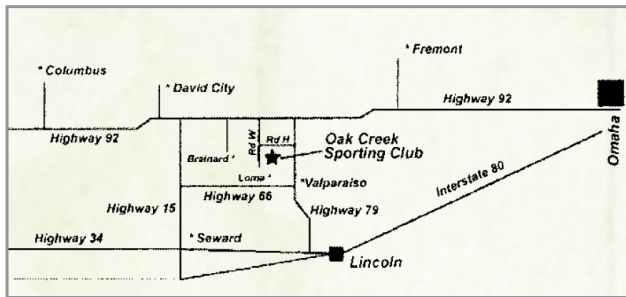 * Fremont
* Columbus
* David City
Highway 92
Highway 92
Rd W
Rd H
Oak Creek
Sporting Club
Omaha
Brainard *
Loma *
*Valparaiso
Interstate 80
Highway 66
Highway 15
Highway 79
Highway 34
* Seward
Lincoln